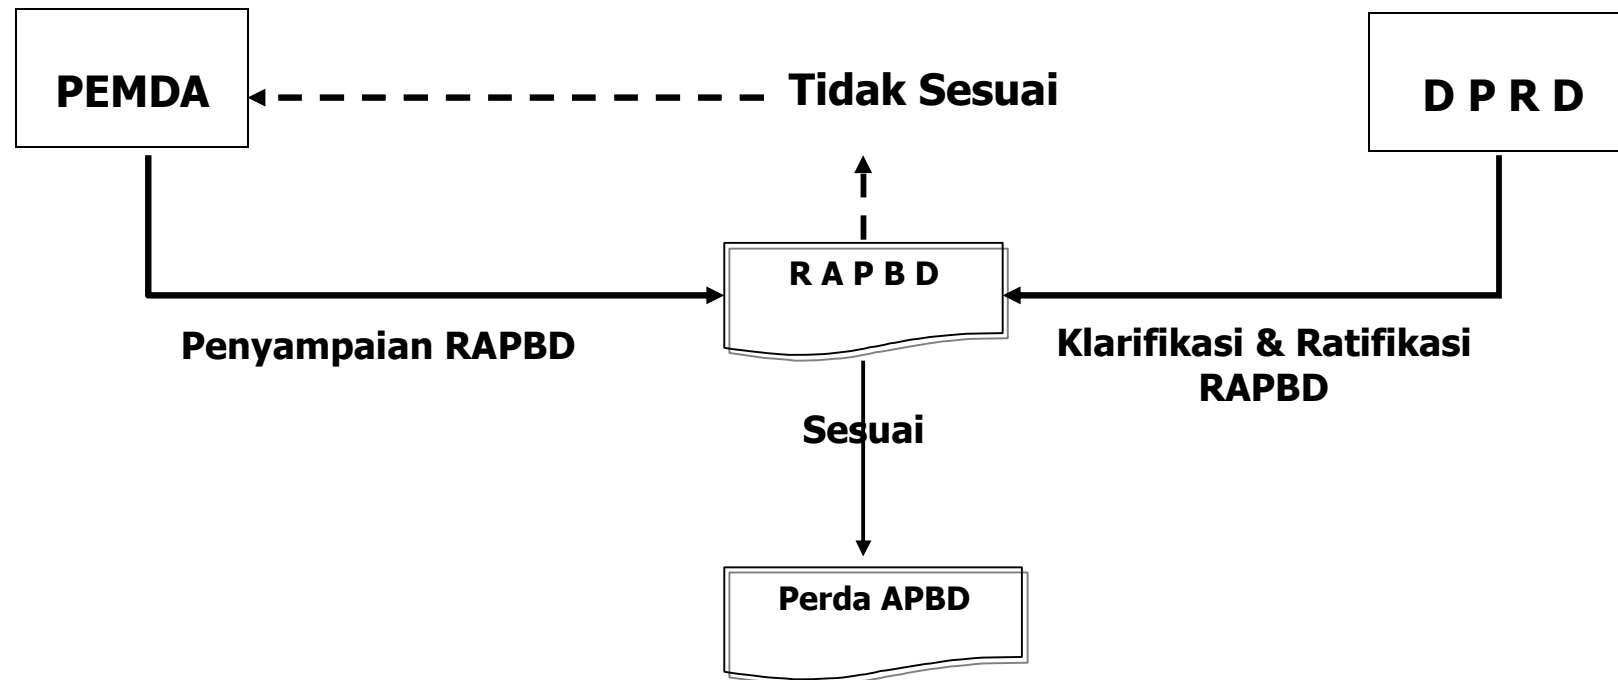 PEMDA
Tidak Sesuai
D P R D
R A P B D
Penyampaian RAPBD
Klarifikasi & Ratifikasi
RAPBD
Sesuai
Perda APBD